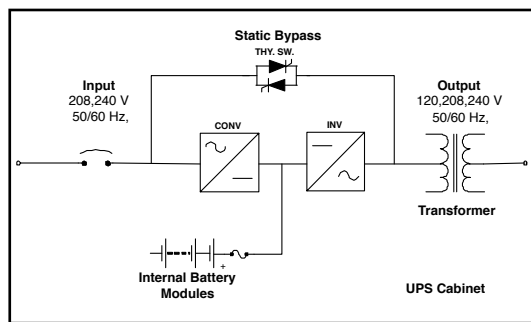 Static Bypass
THY. SW.
Input
208,240 V
50/60 Hz,
Output
120,208,240 V
50/60 Hz,
CONV
INV
Transformer
+
Internal Battery
Modules
UPS Cabinet